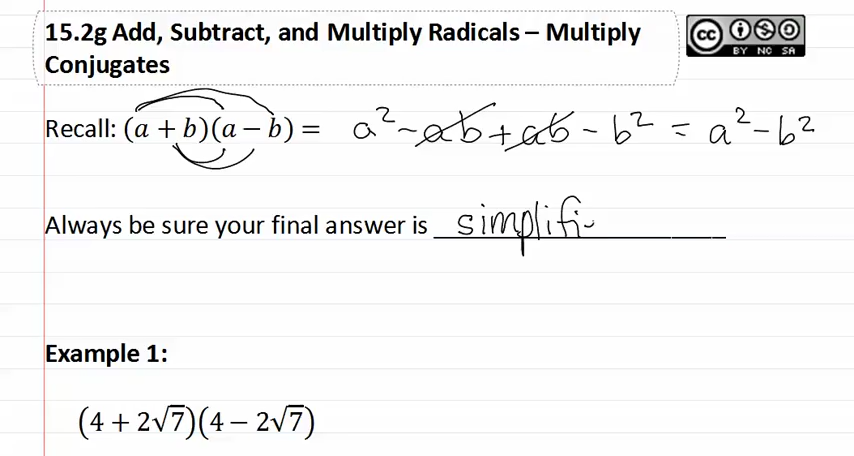 15.2g Add, Subtract, and Multiply Radicals – Multiply
Conjugates
cc BY NC SA
Recall: (a + b)(a − b) = a² − ab + ab − b² = a² − b²
Always be sure your final answer is simplifi
Example 1:
(4 + 2√7)(4 − 2√7)